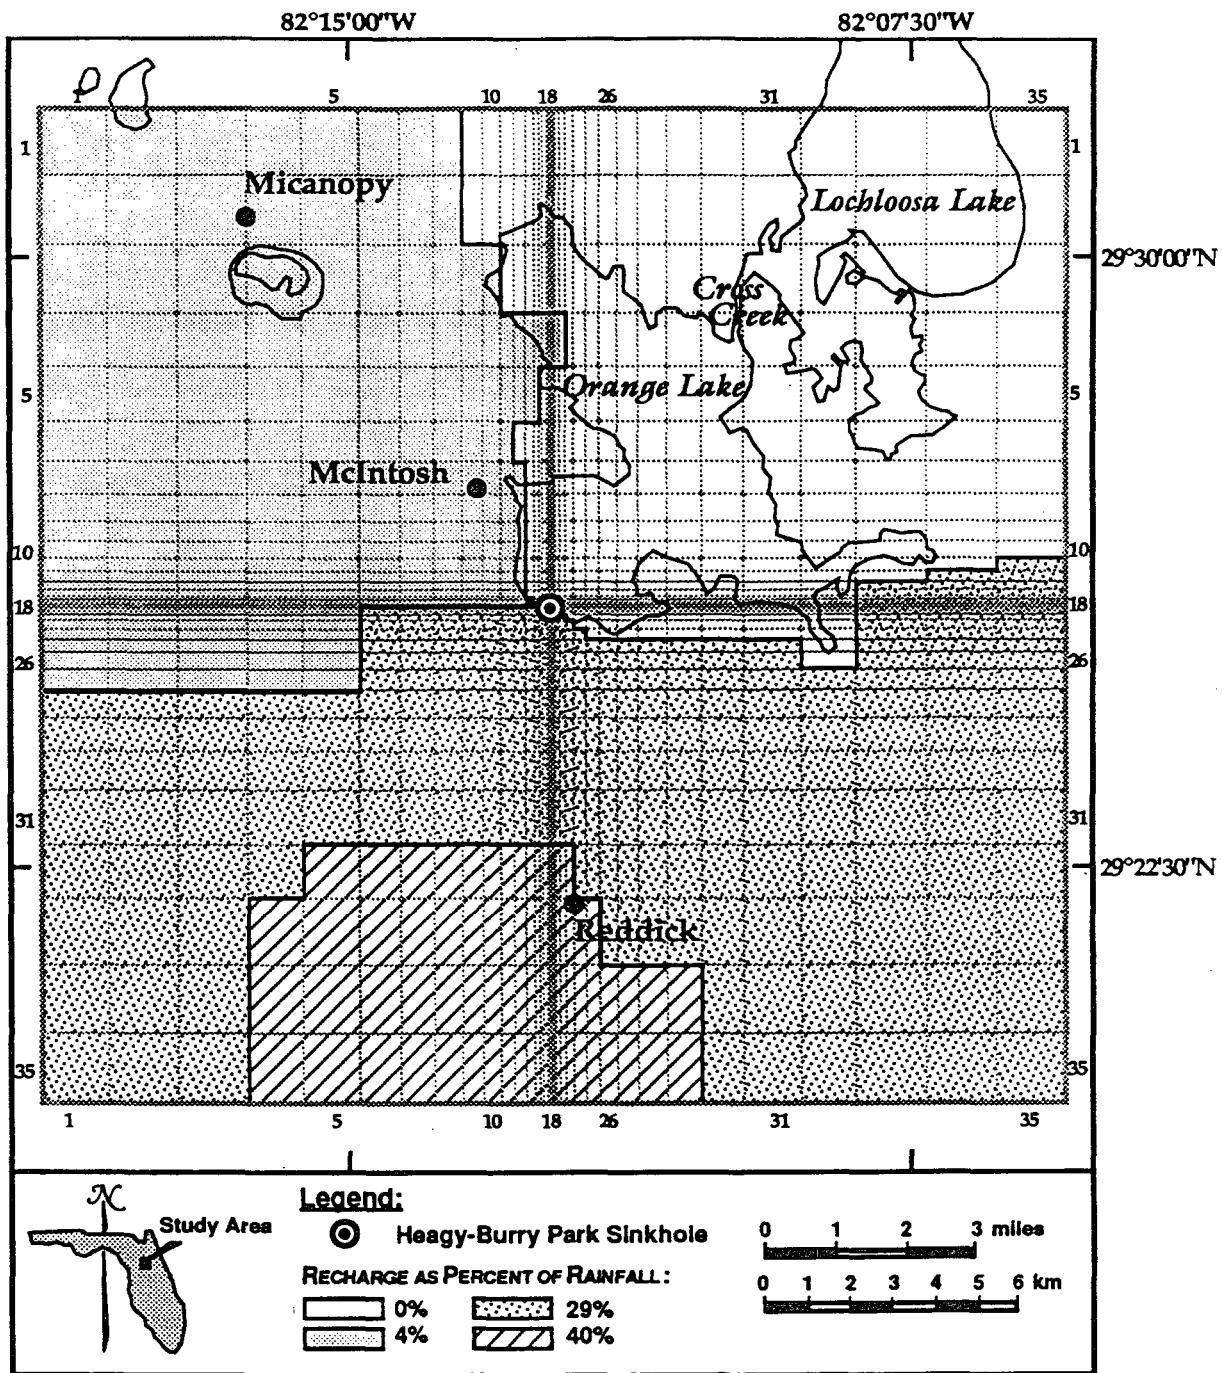 82°15'00"W 82°07'30"W
1 5 10 18 26 31 35
1 1
Micanopy
Lochloosa Lake
29°30'00"N
Cross
Creek
Orange Lake
5 5
McIntosh
10 10
18 18
26 26
31 31
29°22'30"N
Reddick
35 35
1 5 10 18 26 31 35
N
Study Area
Legend:
Heagy-Burry Park Sinkhole
RECHARGE AS PERCENT OF RAINFALL:
0% 29%
4% 40%
0 1 2 3 miles
0 1 2 3 4 5 6 km